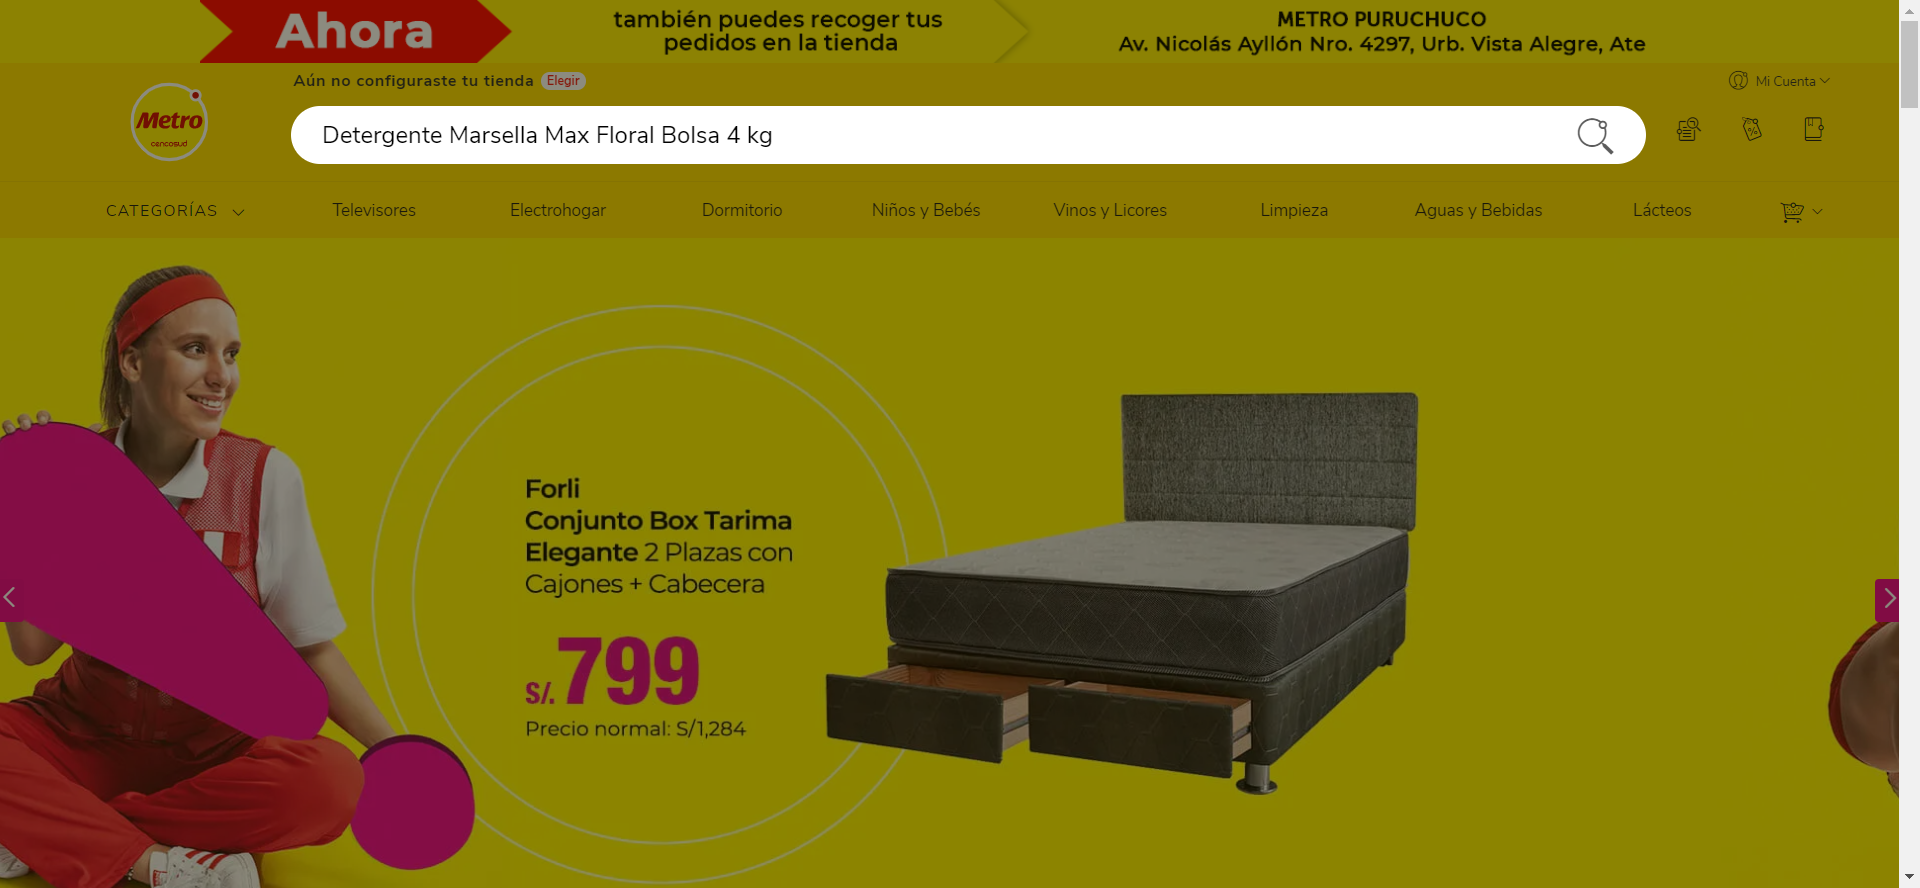 Ahora
también puedes recoger tus
pedidos en la tienda
METRO PURUCHUCO
Av. Nicolás Ayllón Nro. 4297, Urb. Vista Alegre, Ate
Aún no configuraste tu tienda Elegir
Mi Cuenta
Metro
cencosud
Detergente Marsella Max Floral Bolsa 4 kg
%
CATEGORÍAS Televisores Electrohogar Dormitorio Niños y Bebés Vinos y Licores Limpieza Aguas y Bebidas Lácteos
Forli
Conjunto Box Tarima
Elegante 2 Plazas con
Cajones + Cabecera
S/.799
Precio normal: S/1,284